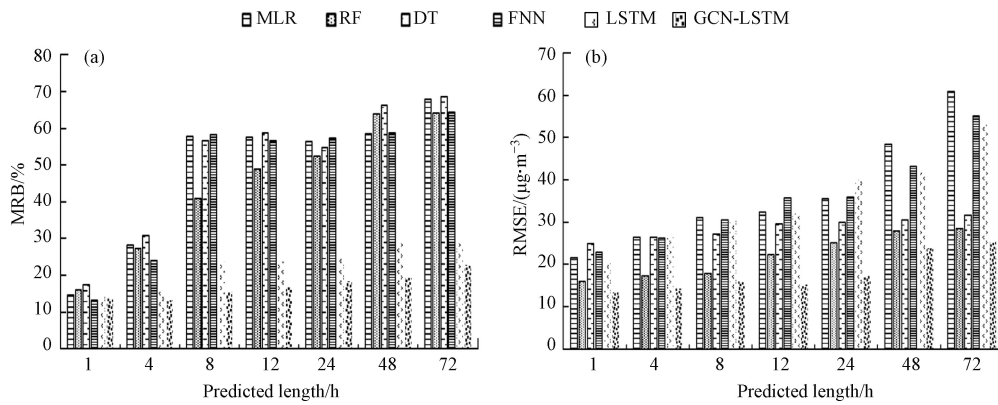 MLR RF DT FNN LSTM GCN-LSTM
(a)
MRB/%
80
70
60
50
40
30
20
10
0
1 4 8 12 24 48 72
Predicted length/h
(b)
RMSE/(μg·m⁻³)
70
60
50
40
30
20
10
0
1 4 8 12 24 48 72
Predicted length/h